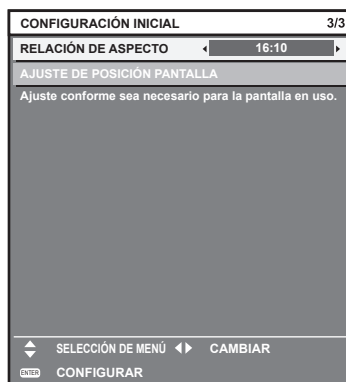 CONFIGURACIÓN INICIAL 3/3
RELACIÓN DE ASPECTO 16:10
AJUSTE DE POSICIÓN PANTALLA
Ajuste conforme sea necesario para la pantalla en uso.
SELECCIÓN DE MENÚ CAMBIAR
ENTER CONFIGURAR